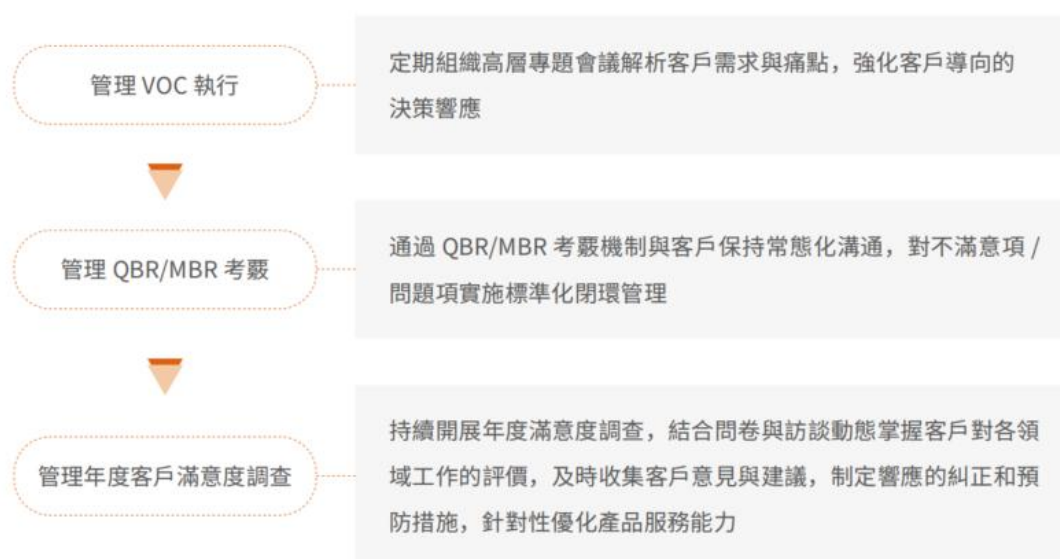 管理 VOC 執行
定期組織高層專題會議解析客戶需求與痛點，強化客戶導向的
決策響應
管理 QBR/MBR 考覈
通過 QBR/MBR 考覈機制與客戶保持常態化溝通，對不滿意項 /
問題項實施標準化閉環管理
管理年度客戶滿意度調查
持續開展年度滿意度調查，結合問卷與訪談動態掌握客戶對各領
域工作的評價，及時收集客戶意見與建議，制定響應的糾正和預
防措施，針對性優化產品服務能力